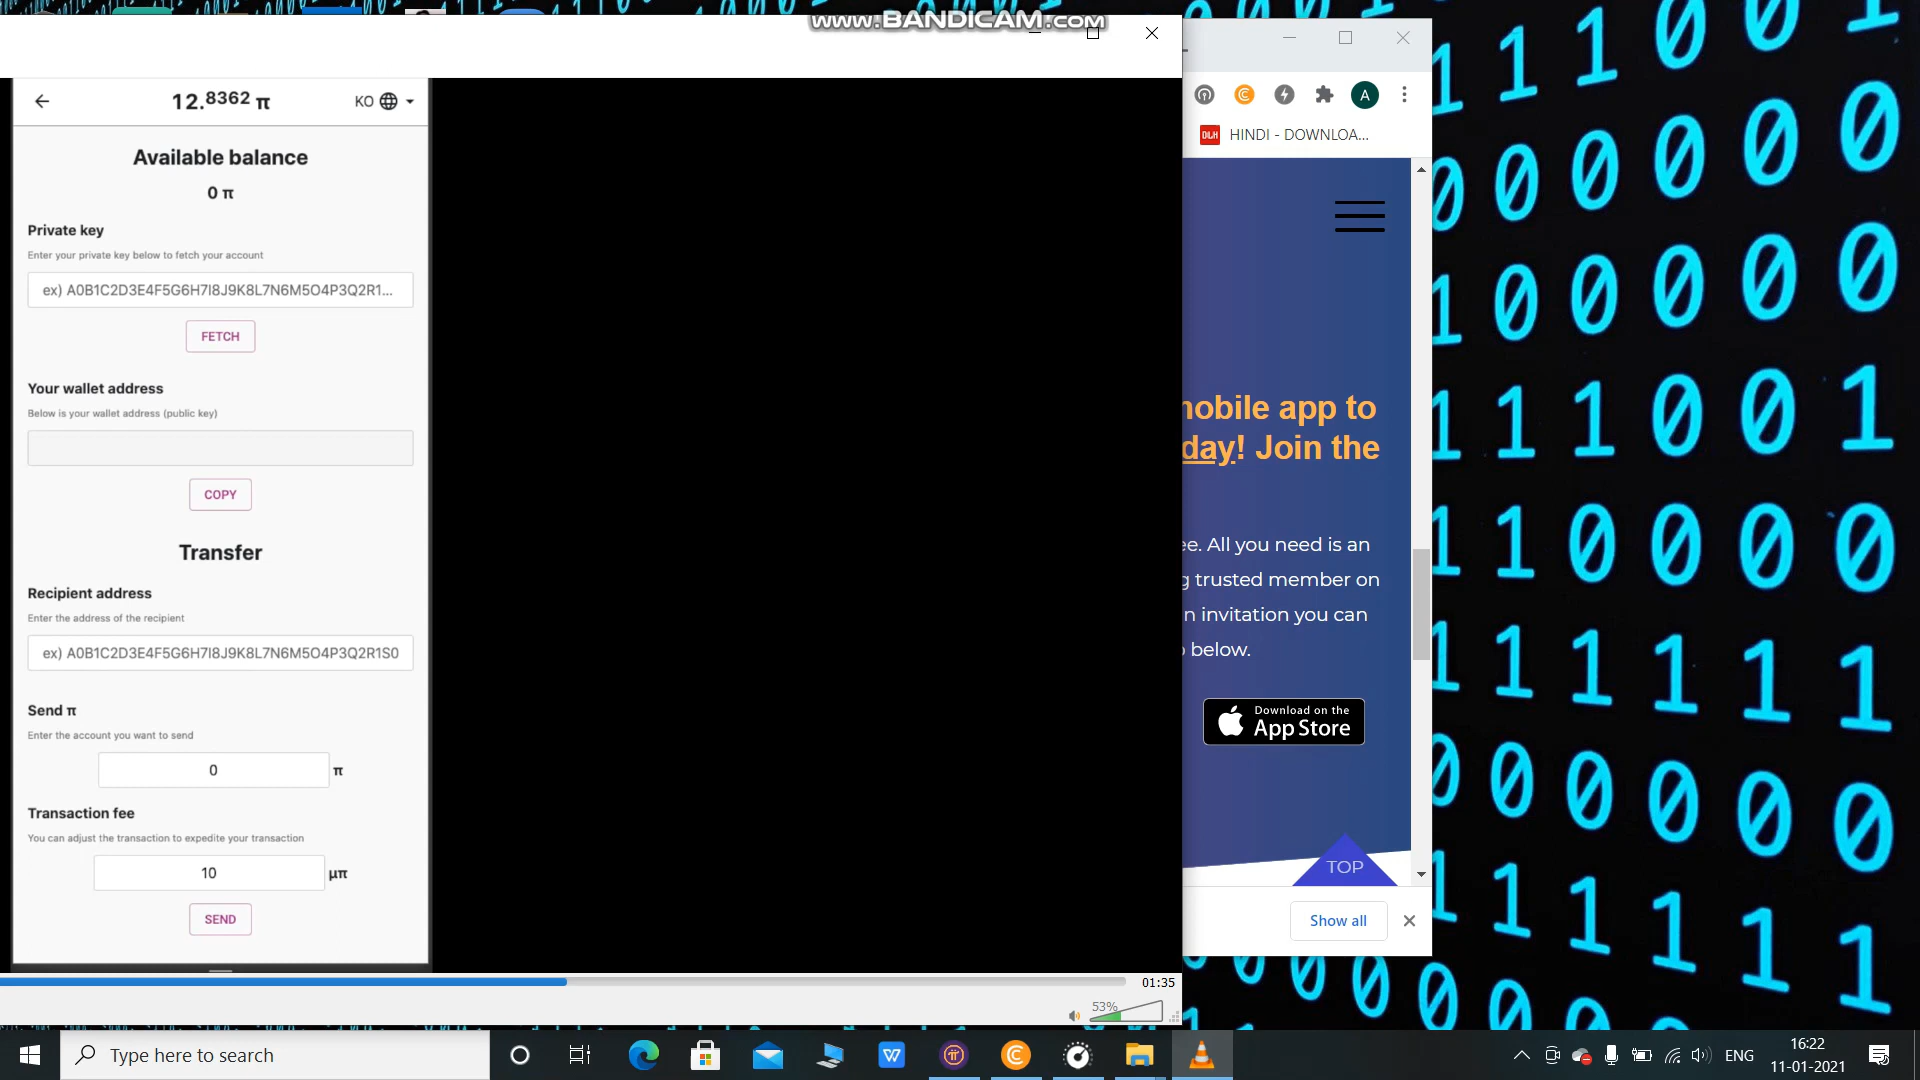 www.BANDICAM.com
12.8362 π
KO
Available balance
0 π
Private key
Enter your private key below to fetch your account
ex) A0B1C2D3E4F5G6H7I8J9K8L7N6M5O4P3Q2R1...
FETCH
Your wallet address
Below is your wallet address (public key)
COPY
Transfer
Recipient address
Enter the address of the recipient
ex) A0B1C2D3E4F5G6H7I8J9K8L7N6M5O4P3Q2R1S0
Send π
Enter the account you want to send
0 π
Transaction fee
You can adjust the transaction to expedite your transaction
10 μπ
SEND
01:35
53%
A
DLH HINDI - DOWNLOA...
mobile app to
day! Join the
ee. All you need is an
g trusted member on
n invitation you can
below.
Download on the
App Store
TOP
Show all
Type here to search
ENG
16:22
11-01-2021